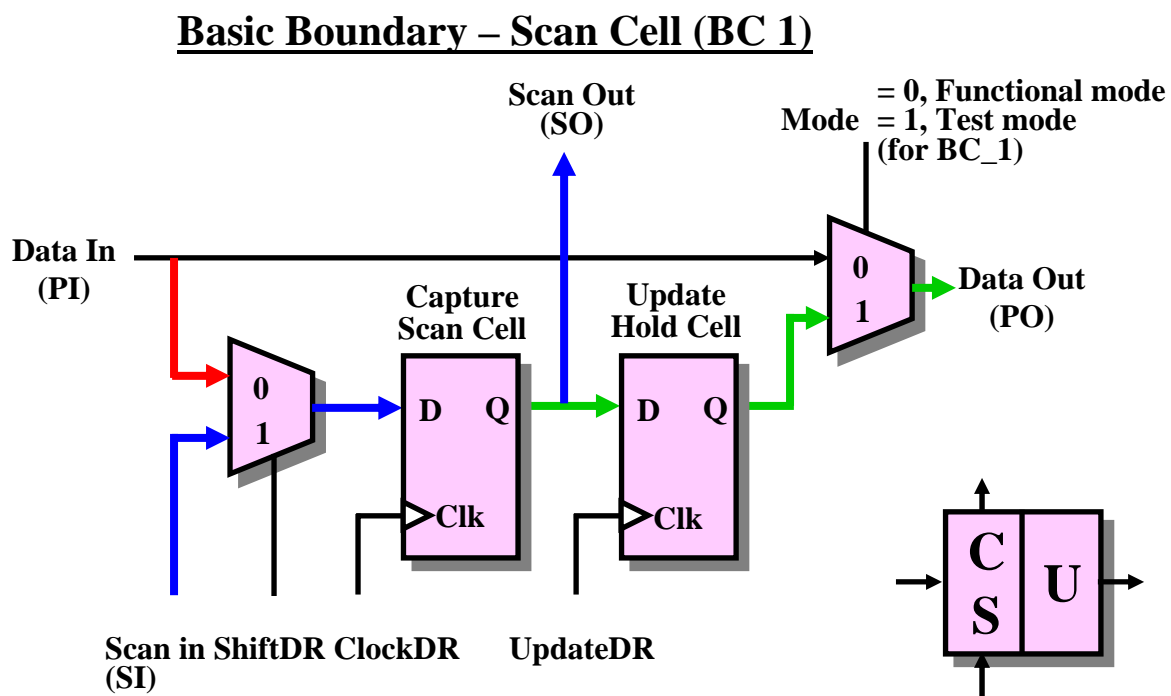 Basic Boundary – Scan Cell (BC 1)
Scan Out
(SO)
= 0, Functional mode
Mode = 1, Test mode
(for BC_1)
Data In
(PI)
0
1
Data Out
(PO)
Capture
Scan Cell
Update
Hold Cell
0
1
D Q
Clk
D Q
Clk
C
S
U
Scan in ShiftDR ClockDR UpdateDR
(SI)